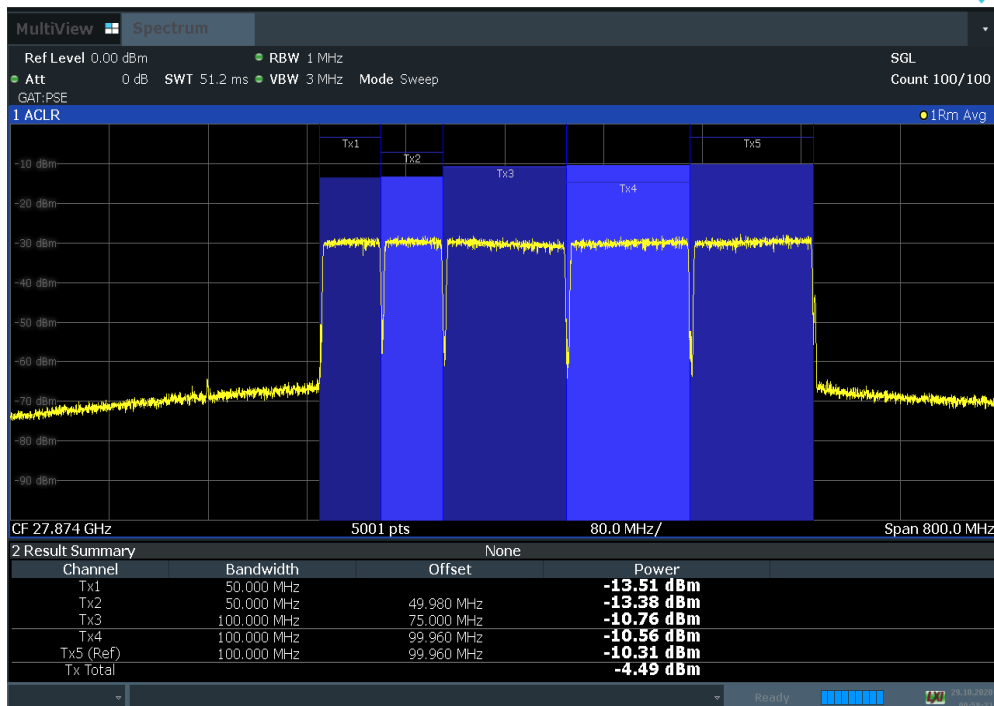 MultiView Spectrum
Ref Level 0.00 dBm RBW 1 MHz SGL
Att 0 dB SWT 51.2 ms VBW 3 MHz Mode Sweep Count 100/100
GAT:PSE
1 ACLR 1Rm Avg
Tx1 Tx5
Tx2
-10 dBm
Tx3
Tx4
-20 dBm
-30 dBm
-40 dBm
-50 dBm
-60 dBm
-70 dBm
-80 dBm
-90 dBm
CF 27.874 GHz 5001 pts 80.0 MHz/ Span 800.0 MHz
2 Result Summary None
Channel Bandwidth Offset Power
Tx1 50.000 MHz -13.51 dBm
Tx2 50.000 MHz 49.980 MHz -13.38 dBm
Tx3 100.000 MHz 75.000 MHz -10.76 dBm
Tx4 100.000 MHz 99.960 MHz -10.56 dBm
Tx5 (Ref) 100.000 MHz 99.960 MHz -10.31 dBm
Tx Total -4.49 dBm
Ready LXI 29.10.2020